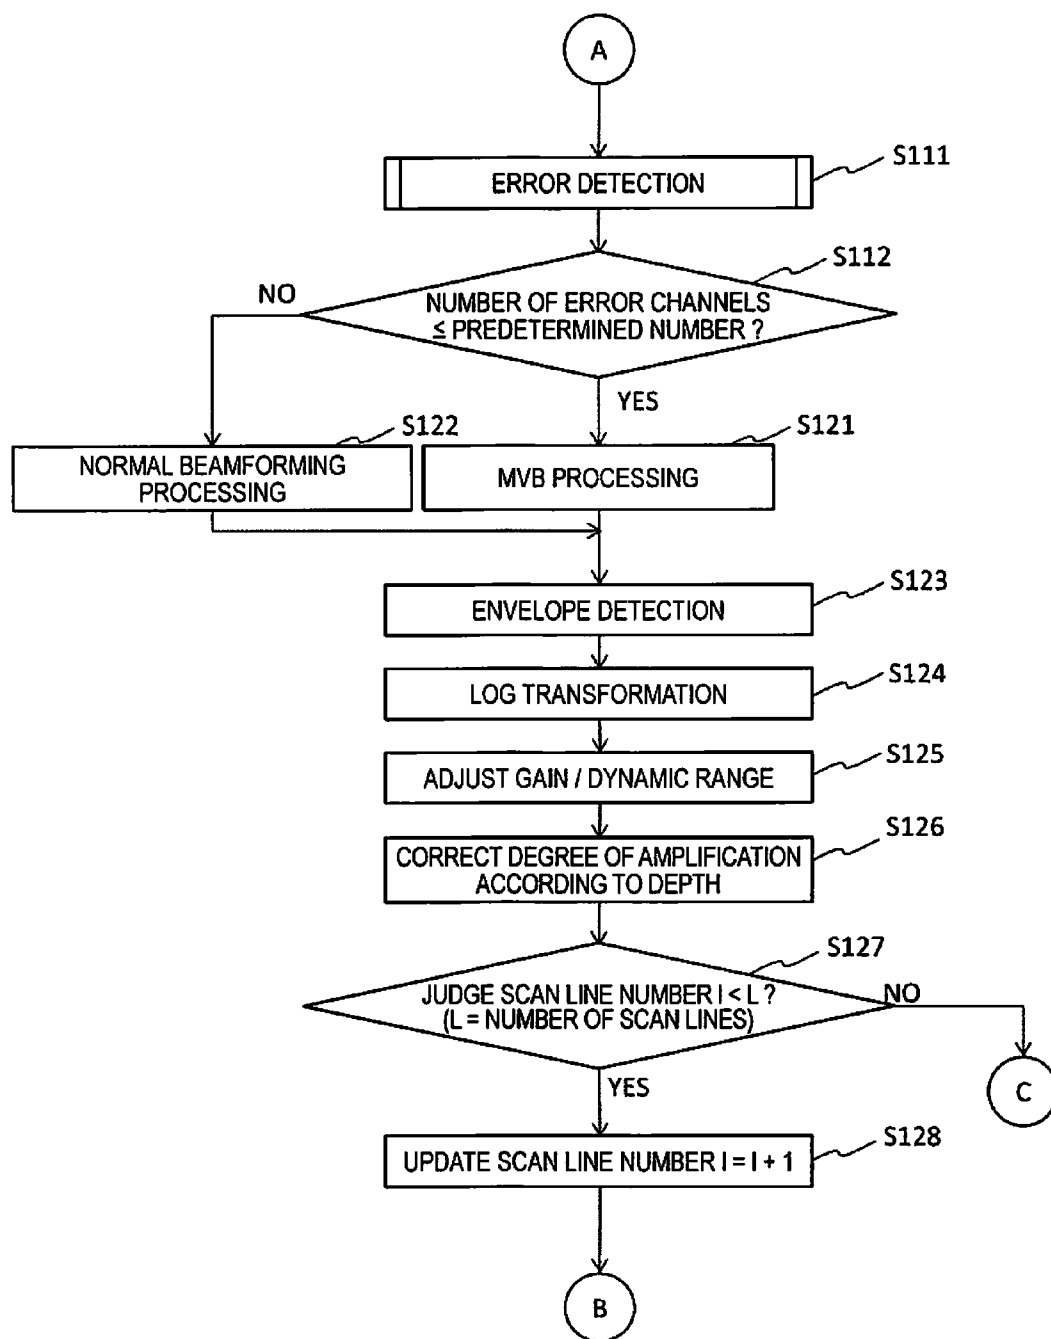 A
S111
ERROR DETECTION
S112
NO
NUMBER OF ERROR CHANNELS
≤ PREDETERMINED NUMBER ?
YES
S122
S121
NORMAL BEAMFORMING
PROCESSING
MVB PROCESSING
S123
ENVELOPE DETECTION
S124
LOG TRANSFORMATION
S125
ADJUST GAIN / DYNAMIC RANGE
S126
CORRECT DEGREE OF AMPLIFICATION
ACCORDING TO DEPTH
S127
JUDGE SCAN LINE NUMBER I < L ?
(L = NUMBER OF SCAN LINES)
NO
C
YES
S128
UPDATE SCAN LINE NUMBER I = I + 1
B